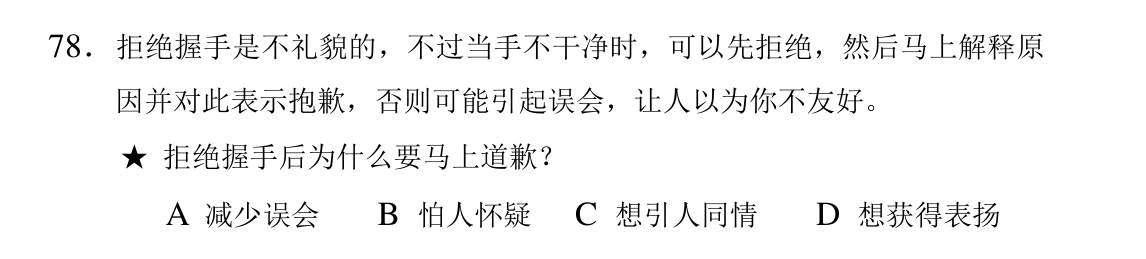 78. 拒绝握手是不礼貌的，不过当手不干净时，可以先拒绝，然后马上解释原
因并对此表示抱歉，否则可能引起误会，让人以为你不友好。
★ 拒绝握手后为什么要马上道歉？
A 减少误会 B 怕人怀疑 C 想引人同情 D 想获得表扬